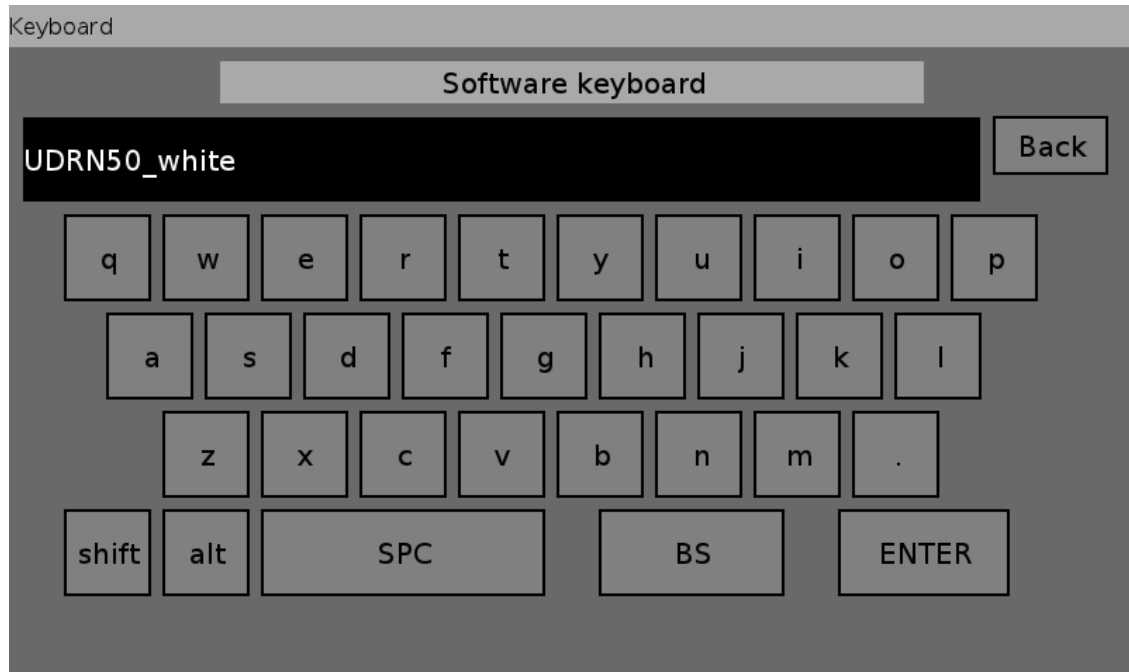 Keyboard
Software keyboard
UDRN50_white
Back
q w e r t y u i o p
a s d f g h j k l
z x c v b n m .
shift alt SPC BS ENTER